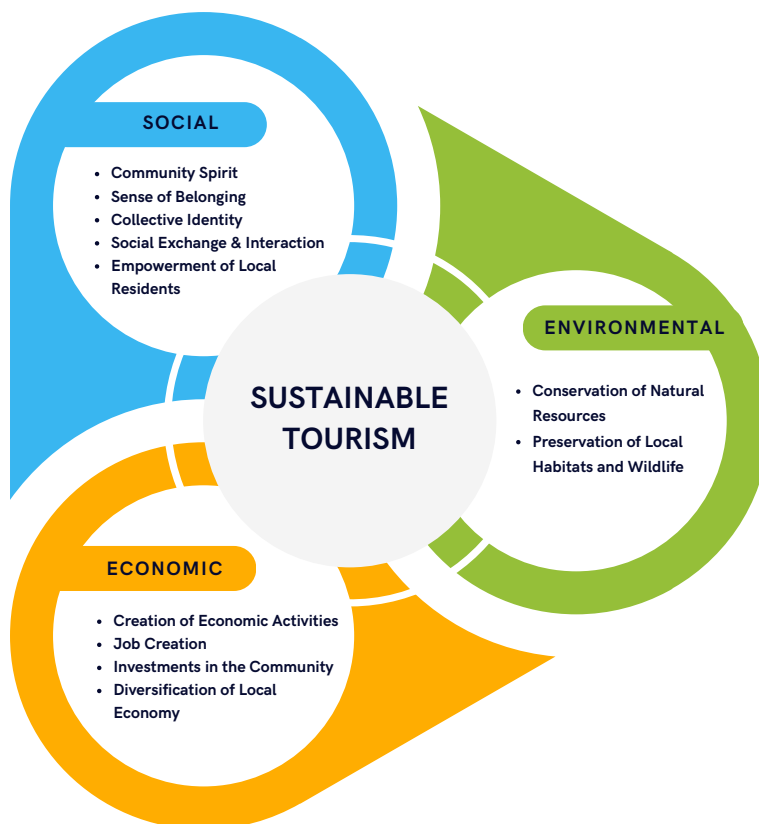 SOCIAL
• Community Spirit
• Sense of Belonging
• Collective Identity
• Social Exchange & Interaction
• Empowerment of Local
Residents
ENVIRONMENTAL
• Conservation of Natural
Resources
• Preservation of Local
Habitats and Wildlife
SUSTAINABLE
TOURISM
ECONOMIC
• Creation of Economic Activities
• Job Creation
• Investments in the Community
• Diversification of Local
Economy